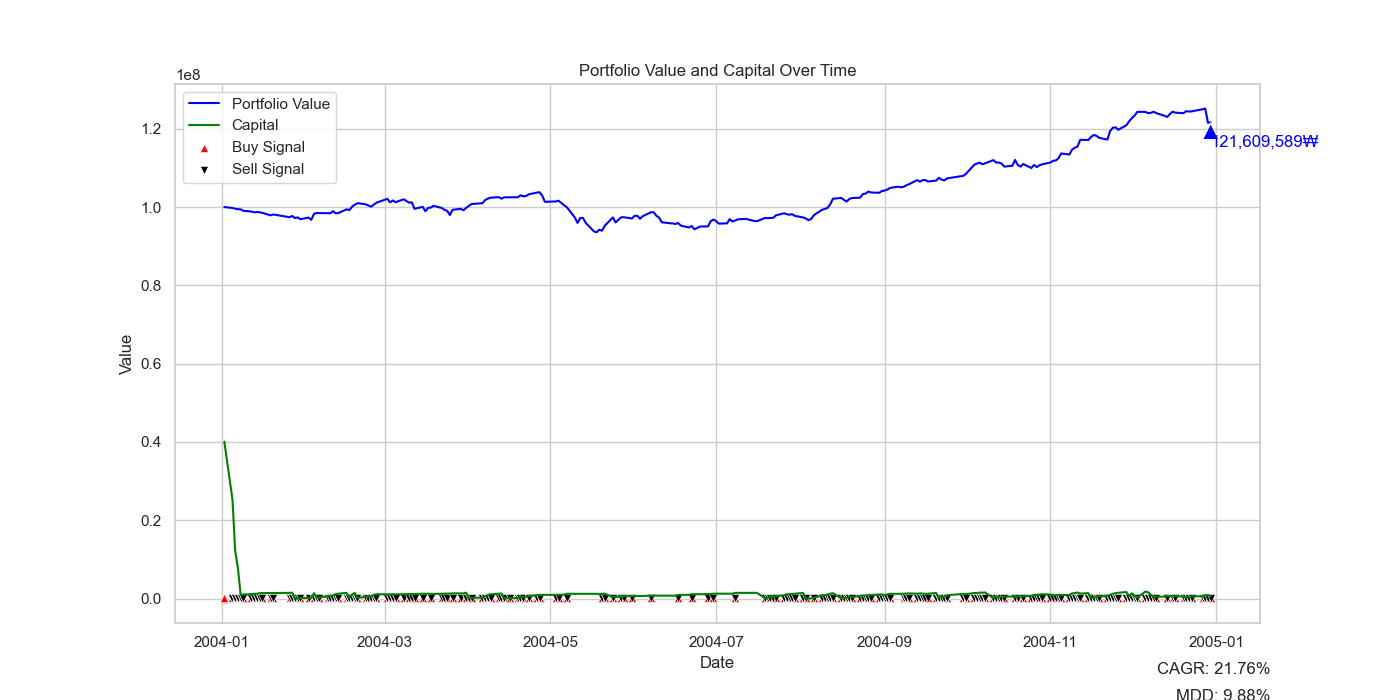 Portfolio Value and Capital Over Time
1e8
Portfolio Value
Capital
Buy Signal
Sell Signal
1.2
1.0
0.8
0.6
0.4
0.2
0.0
Value
121,609,589₩
2004-01 2004-03 2004-05 2004-07 2004-09 2004-11 2005-01
Date
CAGR: 21.76%
MDD: 9.88%